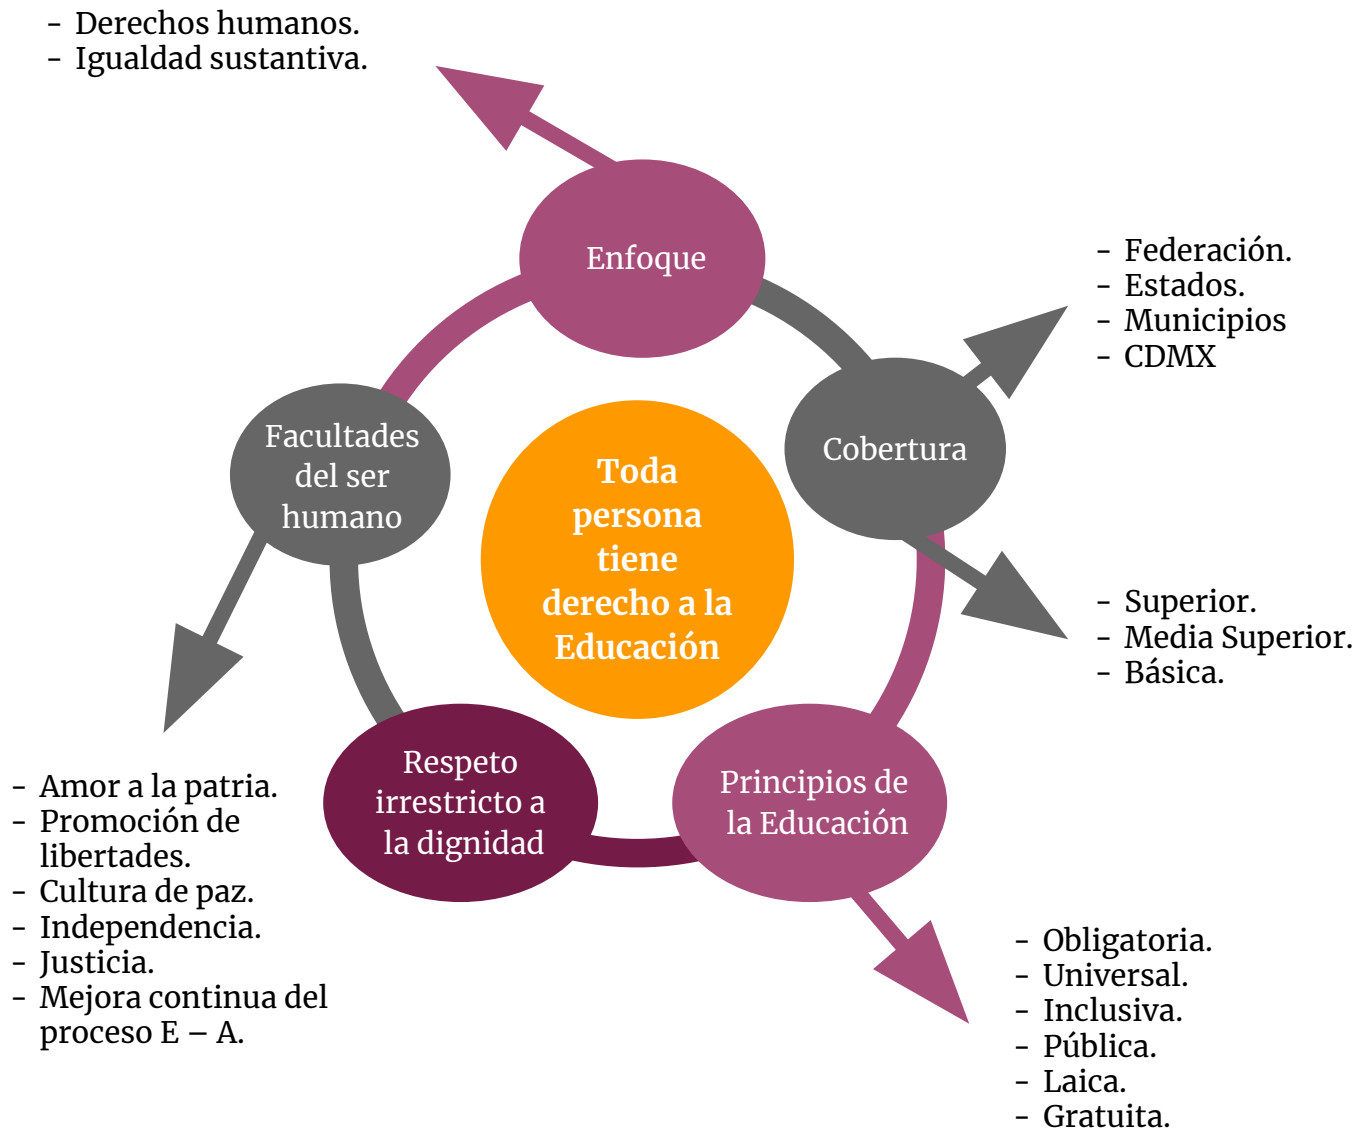 - Derechos humanos.
- Igualdad sustantiva.
Enfoque
- Federación.
- Estados.
- Municipios
- CDMX
Cobertura
- Superior.
- Media Superior.
- Básica.
Facultades
del ser
humano
Toda
persona
tiene
derecho a la
Educación
Respeto
irrestricto a
la dignidad
Principios de
la Educación
- Amor a la patria.
- Promoción de
libertades.
- Cultura de paz.
- Independencia.
- Justicia.
- Mejora continua del
proceso E – A.
- Obligatoria.
- Universal.
- Inclusiva.
- Pública.
- Laica.
- Gratuita.